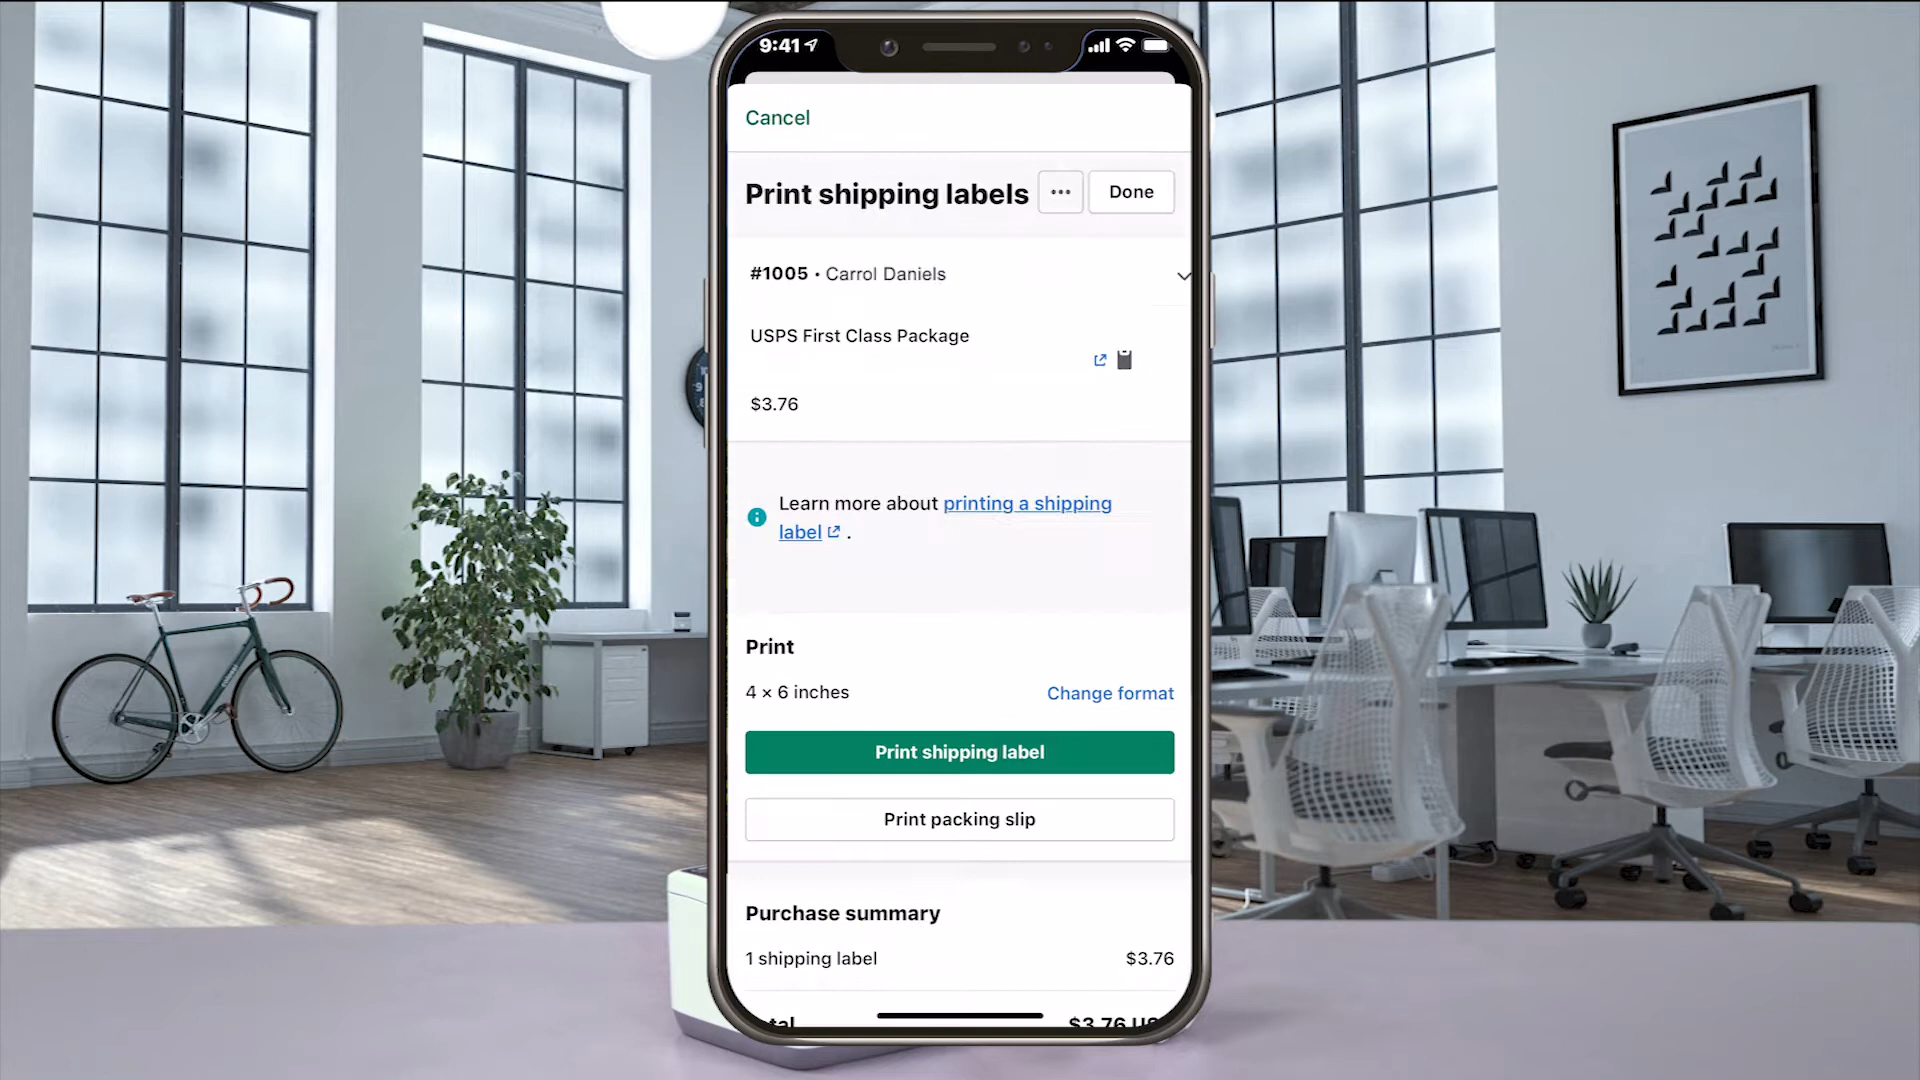 9:41
Cancel
Print shipping labels
Done
#1005 • Carrol Daniels
USPS First Class Package
$3.76
Learn more about printing a shipping
label .
Print
4 × 6 inches
Change format
Print shipping label
Print packing slip
Purchase summary
1 shipping label
$3.76
$3.76